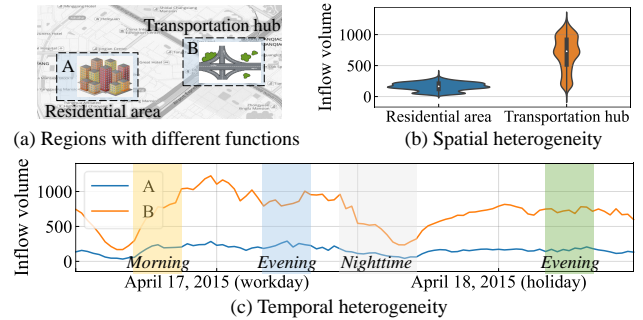 Transportation hub
B
A
Residential area
(a) Regions with different functions
Inflow volume
1000
500
0
Residential area
Transportation hub
(b) Spatial heterogeneity
Inflow volume
1000
500
0
A
B
Morning
Evening
Nighttime
Evening
April 17, 2015 (workday)
April 18, 2015 (holiday)
(c) Temporal heterogeneity